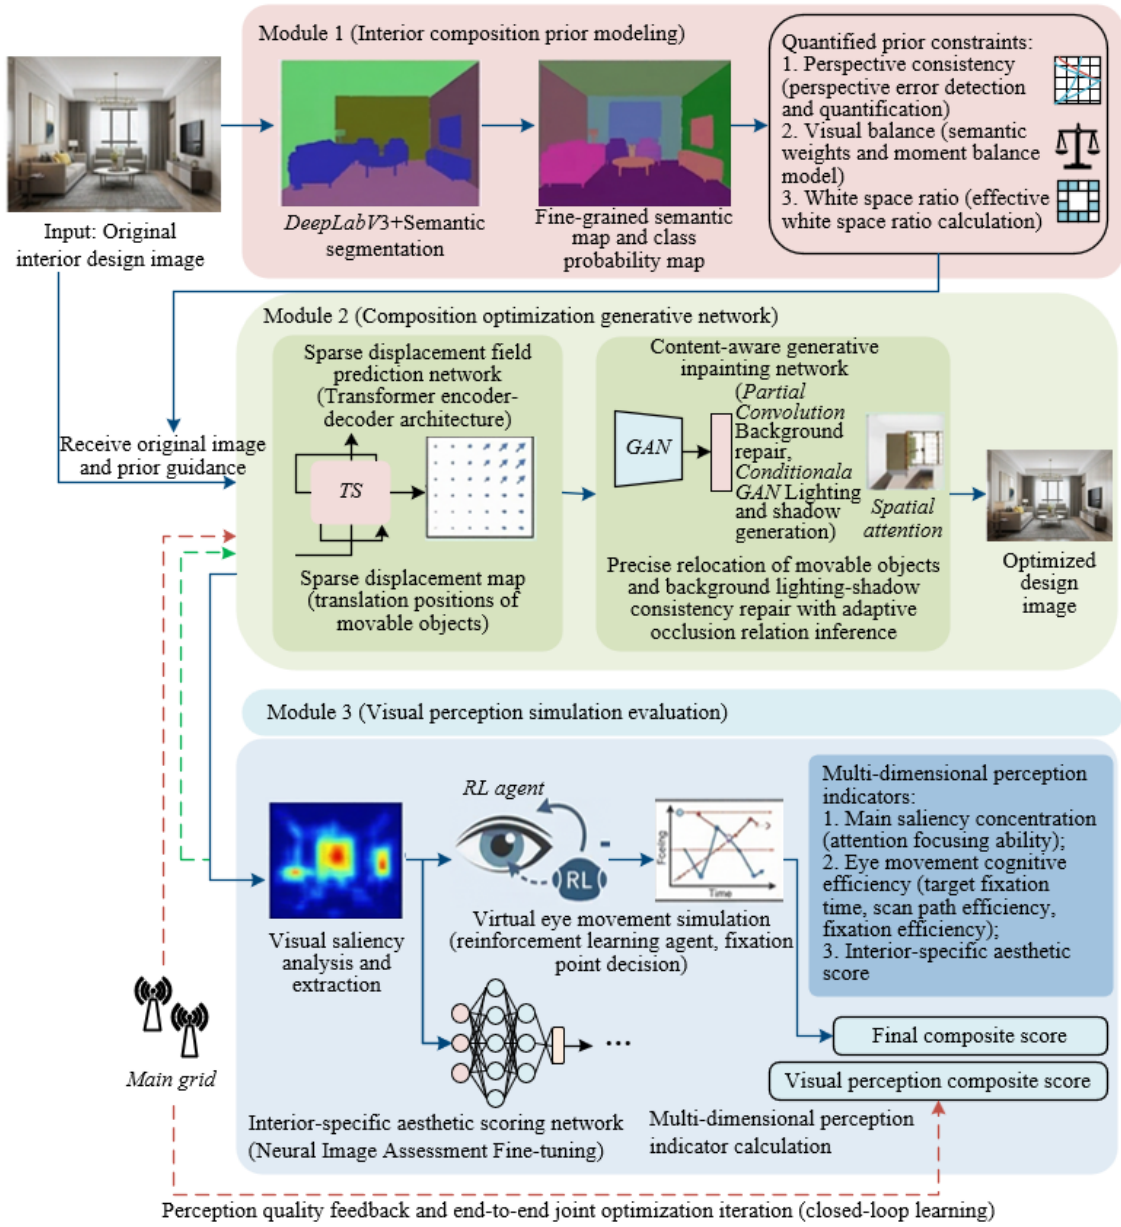 Module 1 (Interior composition prior modeling)
Input: Original
interior design image
DeepLabV3+Semantic
segmentation
Fine-grained semantic
map and class
probability map
Quantified prior constraints:
1. Perspective consistency
(perspective error detection
and quantification)
2. Visual balance (semantic
weights and moment balance
model)
3. White space ratio (effective
white space ratio calculation)
Module 2 (Composition optimization generative network)
Receive original image
and prior guidance
Sparse displacement field
prediction network
(Transformer encoder-
decoder architecture)
TS
Sparse displacement map
(translation positions of
movable objects)
Content-aware generative
inpainting network
(Partial
Convolution
Background
repair,
Conditionala
GAN Lighting
and shadow
generation)
GAN
Spatial
attention
Precise relocation of movable objects
and background lighting-shadow
consistency repair with adaptive
occlusion relation inference
Optimized
design
image
Module 3 (Visual perception simulation evaluation)
Visual saliency
analysis and
extraction
RL agent
RL
Virtual eye movement simulation
(reinforcement learning agent, fixation
point decision)
Fceing
Time
Multi-dimensional perception
indicators:
1. Main saliency concentration
(attention focusing ability);
2. Eye movement cognitive
efficiency (target fixation
time, scan path efficiency,
fixation efficiency);
3. Interior-specific aesthetic
score
Final composite score
Visual perception composite score
...
Interior-specific aesthetic scoring network
(Neural Image Assessment Fine-tuning)
Multi-dimensional perception
indicator calculation
Main grid
Perception quality feedback and end-to-end joint optimization iteration (closed-loop learning)